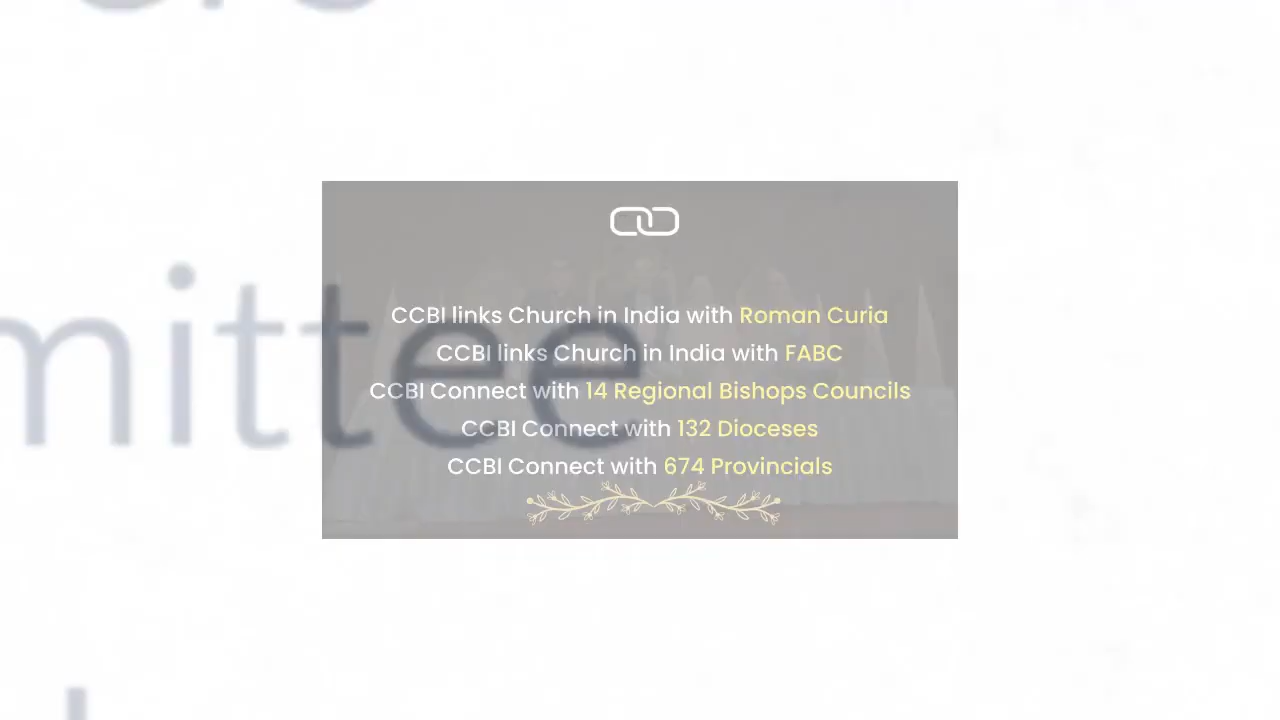 CCBI links Church in India with Roman Curia
CCBI links Church in India with FABC
CCBI Connect with 14 Regional Bishops Councils
CCBI Connect with 132 Dioceses
CCBI Connect with 674 Provincials
mittee